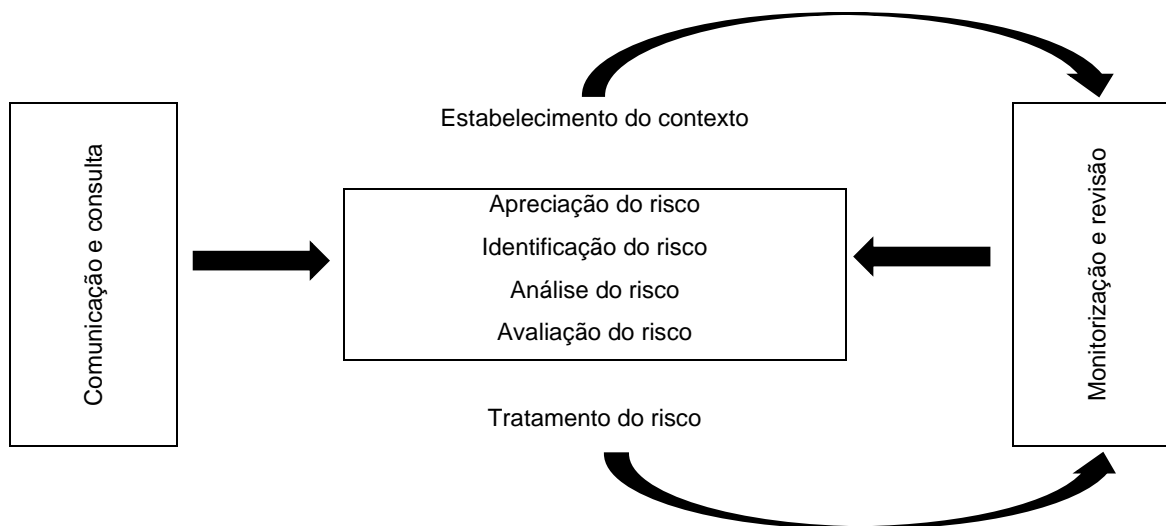 Comunicação e consulta
Estabelecimento do contexto
Apreciação do risco
Identificação do risco
Análise do risco
Avaliação do risco
Tratamento do risco
Monitorização e revisão